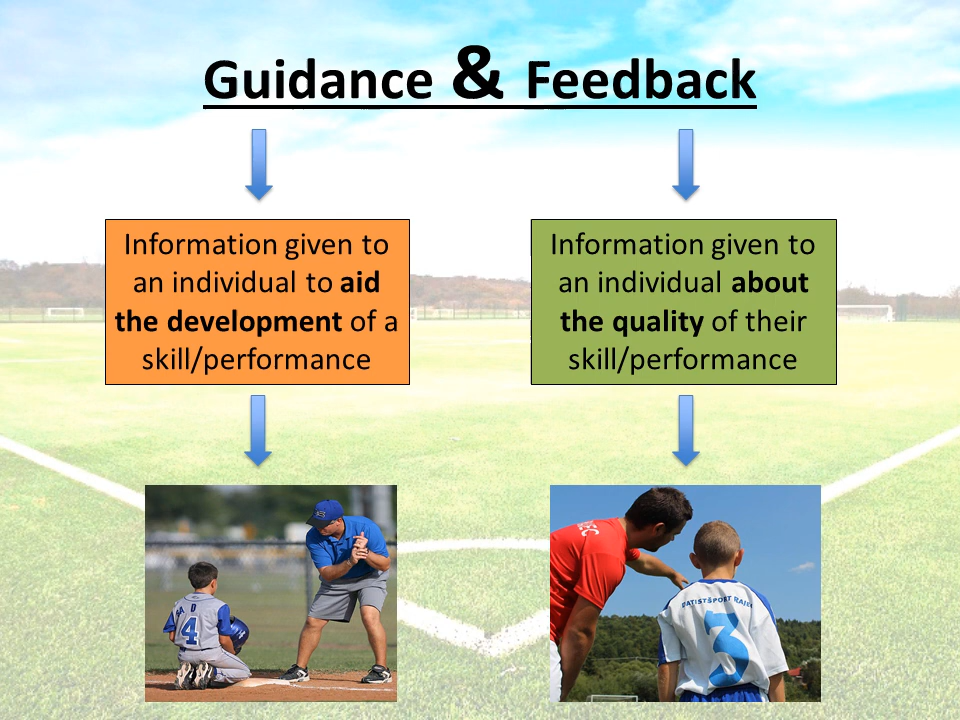 Guidance & Feedback
Information given to
an individual to aid
the development of a
skill/performance
Information given to
an individual about
the quality of their
skill/performance
4
3